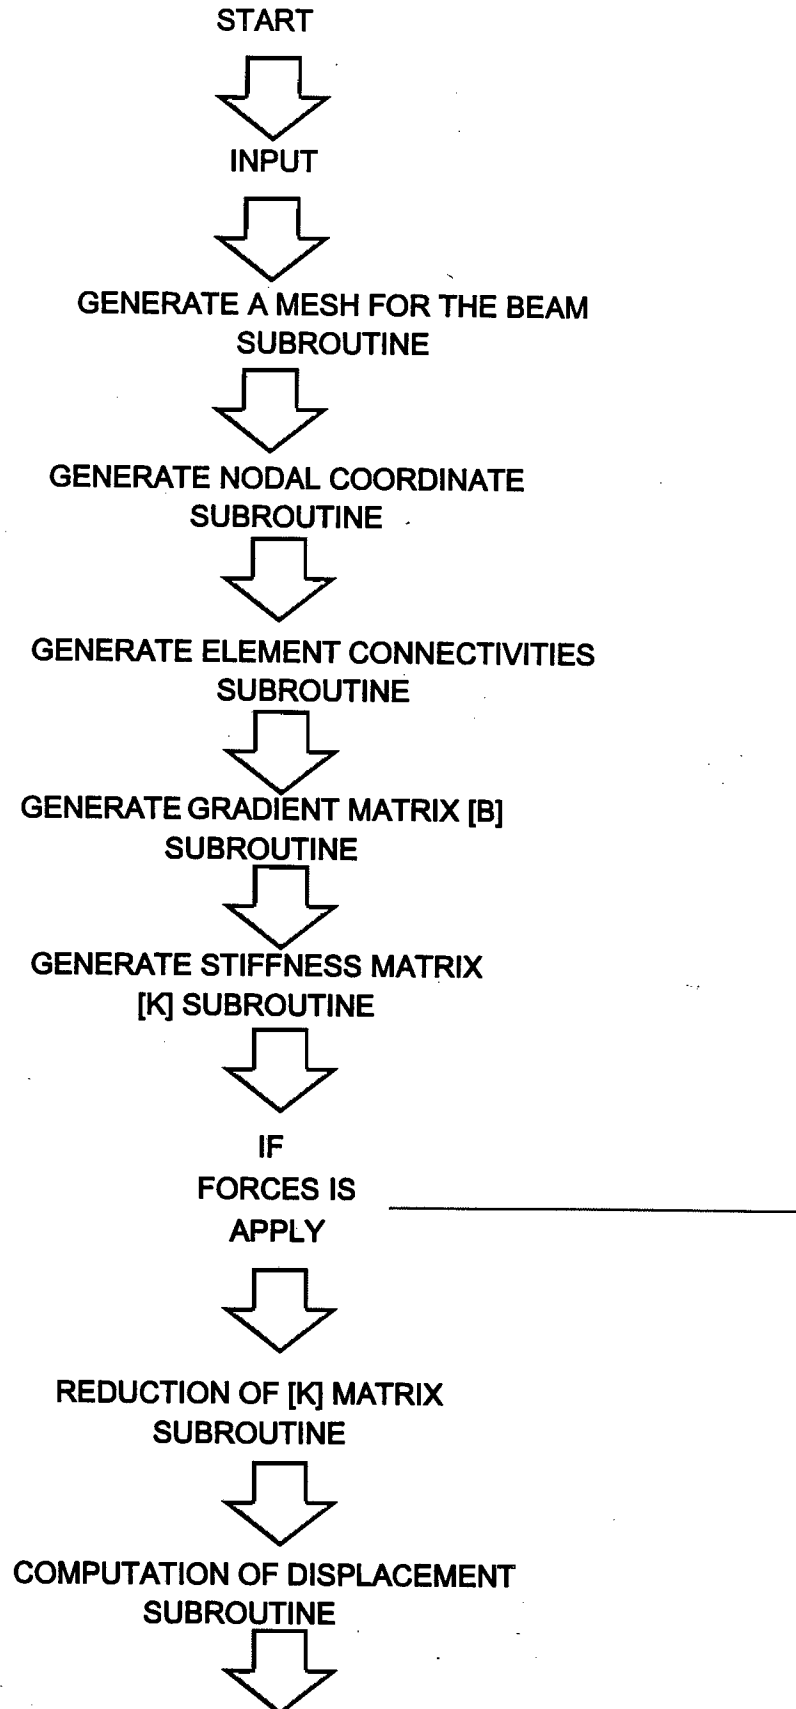 START
INPUT
GENERATE A MESH FOR THE BEAM
SUBROUTINE
GENERATE NODAL COORDINATE
SUBROUTINE
GENERATE ELEMENT CONNECTIVITIES
SUBROUTINE
GENERATE GRADIENT MATRIX [B]
SUBROUTINE
GENERATE STIFFNESS MATRIX
[K] SUBROUTINE
IF
FORCES IS
APPLY
REDUCTION OF [K] MATRIX
SUBROUTINE
COMPUTATION OF DISPLACEMENT
SUBROUTINE